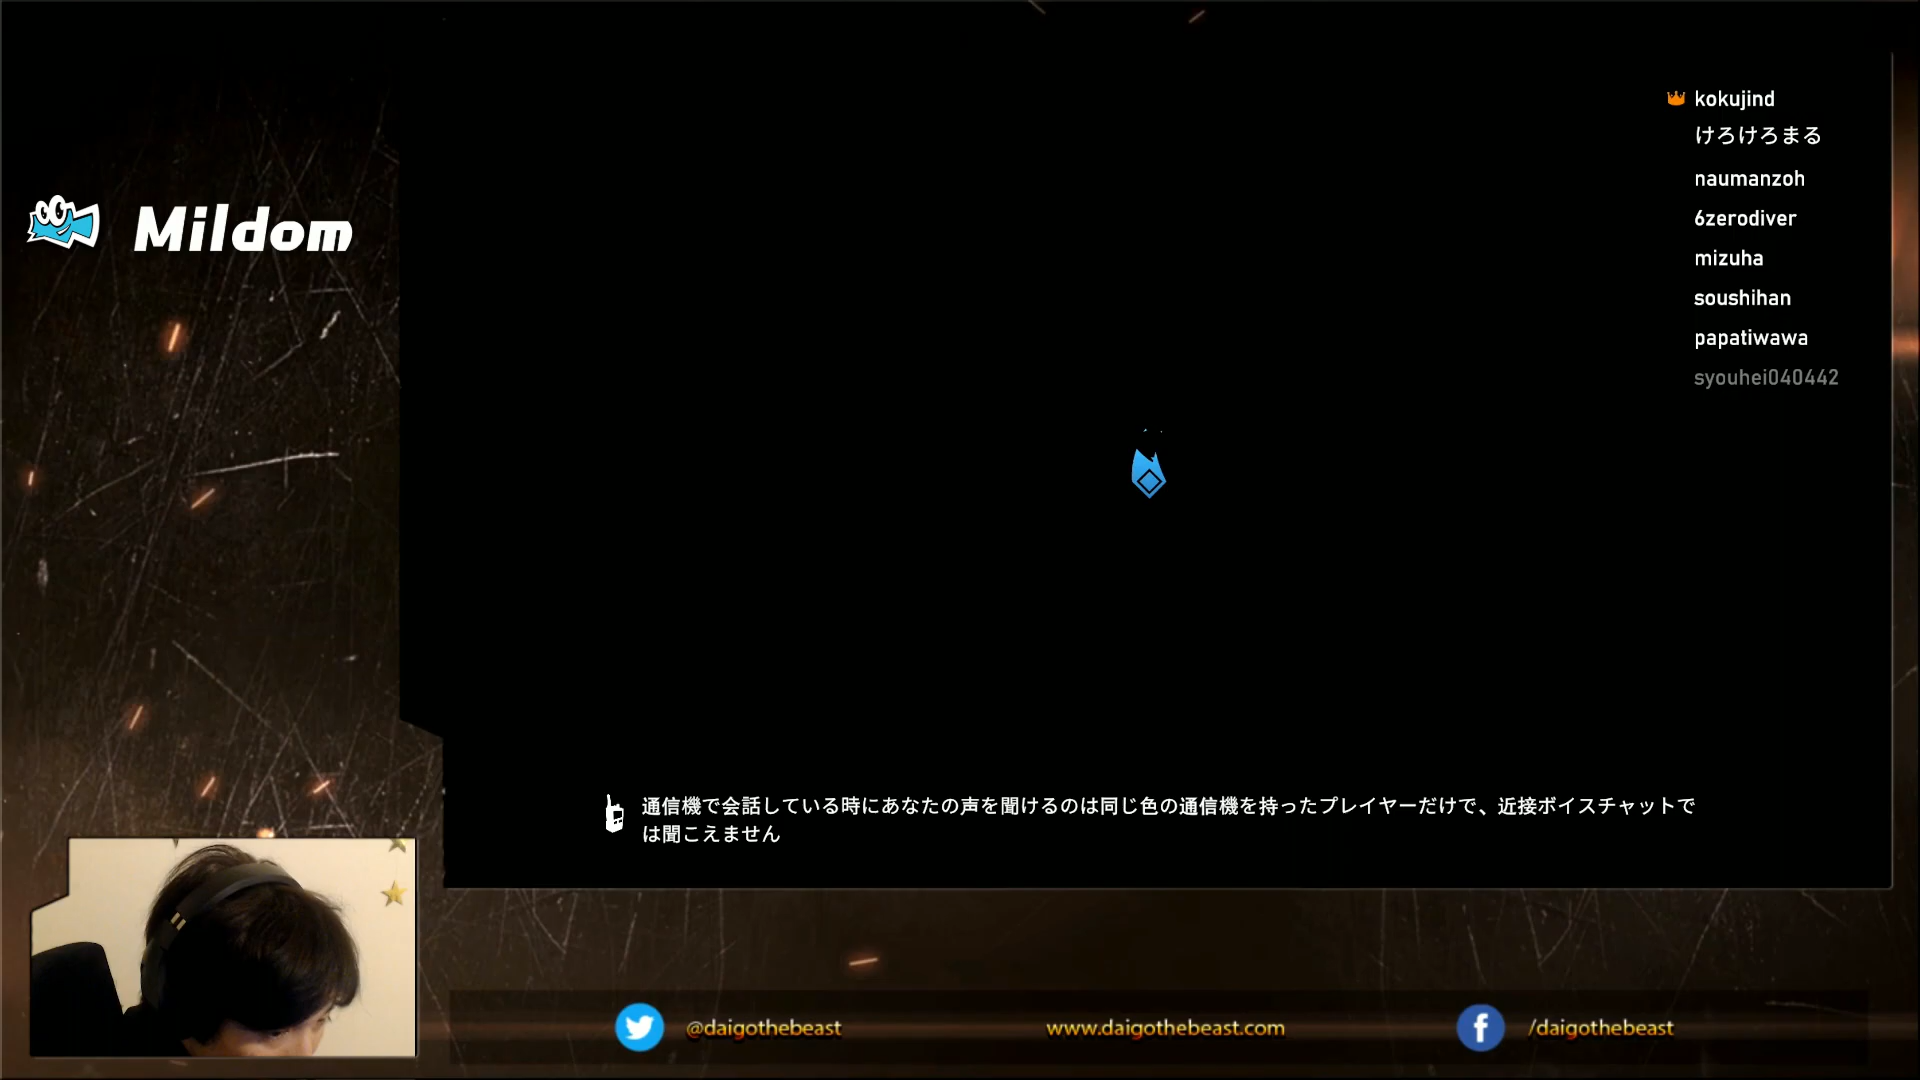 Mildom
kokujind
けろけろまる
naumanzoh
6zerodiver
mizuha
soushihan
papatiwawa
syouhei040442
通信機で会話している時にあなたの声を聞けるのは同じ色の通信機を持ったプレイヤーだけで、近接ボイスチャットで
は聞こえません
@daigothebeast
www.daigothebeast.com
/daigothebeast